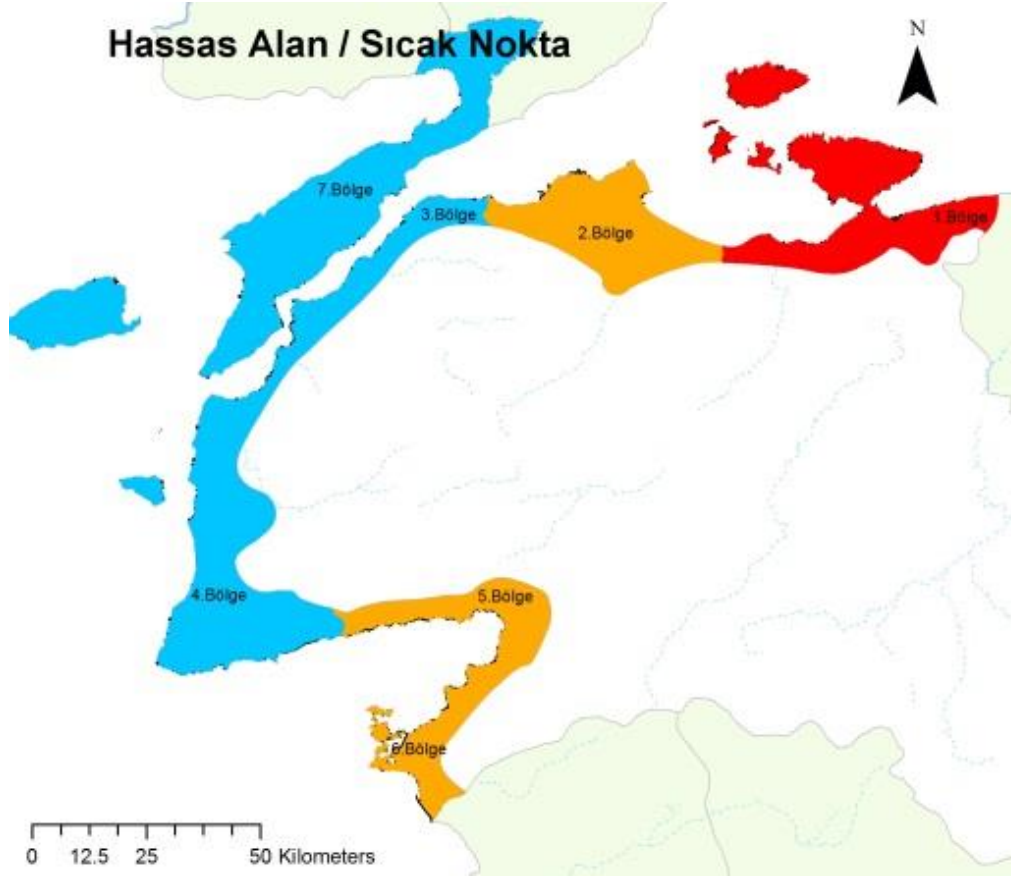 Hassas Alan / Sıcak Nokta
N
7.Bölge
3.Bölge
1.Bölge
2.Bölge
4.Bölge
5.Bölge
6.Bölge
0 12.5 25 50 Kilometers